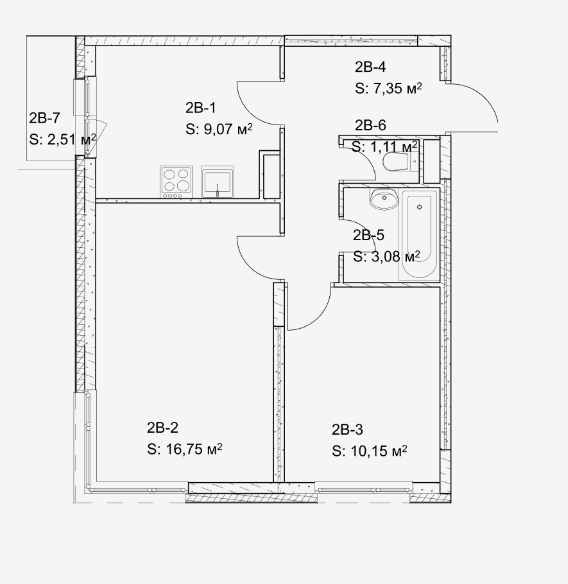 2В-4
S: 7,35 м²
2В-1
S: 9,07 м²
2В-7
S: 2,51 м²
2В-6
S: 1,11 м²
2В-5
S: 3,08 м²
2В-2
S: 16,75 м²
2В-3
S: 10,15 м²